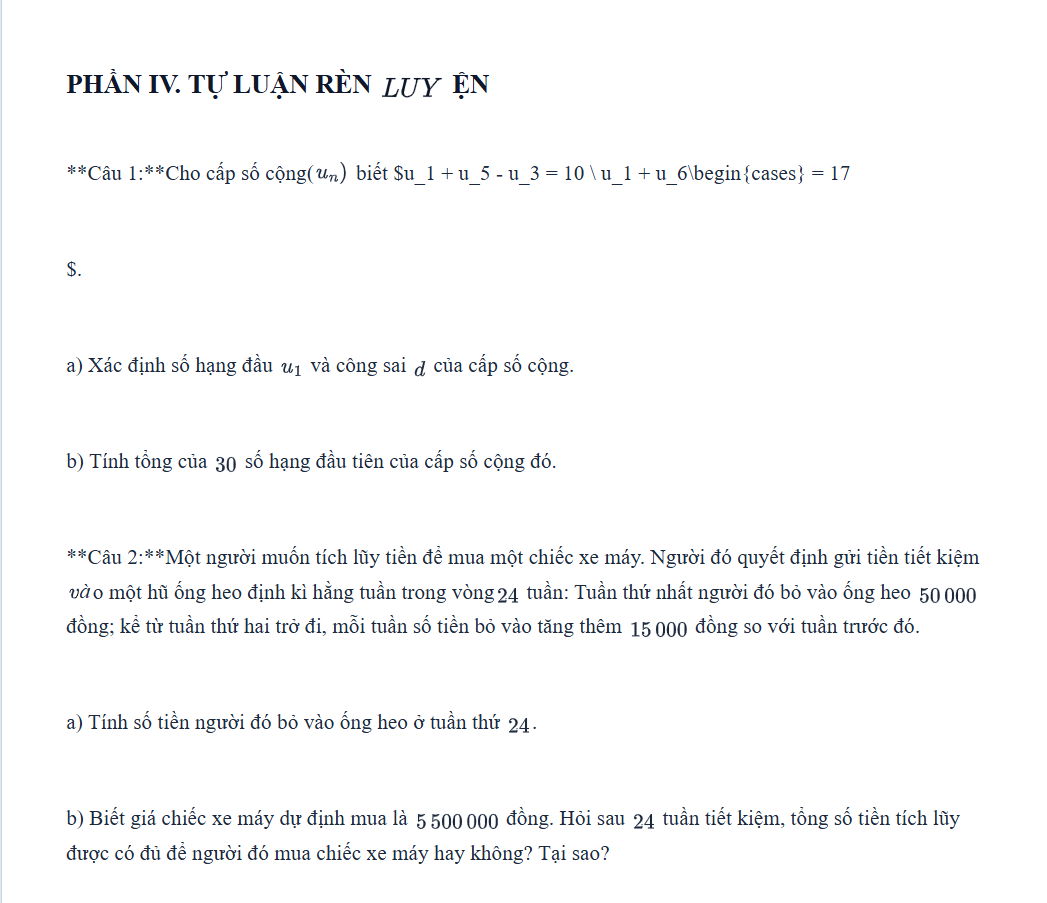 PHẦN IV. TỰ LUẬN RÈN LUY ỆN
**Câu 1:**Cho cấp số cộng(u_n) biết $u_1 + u_5 - u_3 = 10 \ u_1 + u_6\begin{cases} = 17
$.
a) Xác định số hạng đầu u_1 và công sai d của cấp số cộng.
b) Tính tổng của 30 số hạng đầu tiên của cấp số cộng đó.
**Câu 2:**Một người muốn tích lũy tiền để mua một chiếc xe máy. Người đó quyết định gửi tiền tiết kiệm
vào một hũ ống heo định kì hằng tuần trong vòng 24 tuần: Tuần thứ nhất người đó bỏ vào ống heo 50 000
đồng; kể từ tuần thứ hai trở đi, mỗi tuần số tiền bỏ vào tăng thêm 15 000 đồng so với tuần trước đó.
a) Tính số tiền người đó bỏ vào ống heo ở tuần thứ 24.
b) Biết giá chiếc xe máy dự định mua là 5 500 000 đồng. Hỏi sau 24 tuần tiết kiệm, tổng số tiền tích lũy
được có đủ để người đó mua chiếc xe máy hay không? Tại sao?